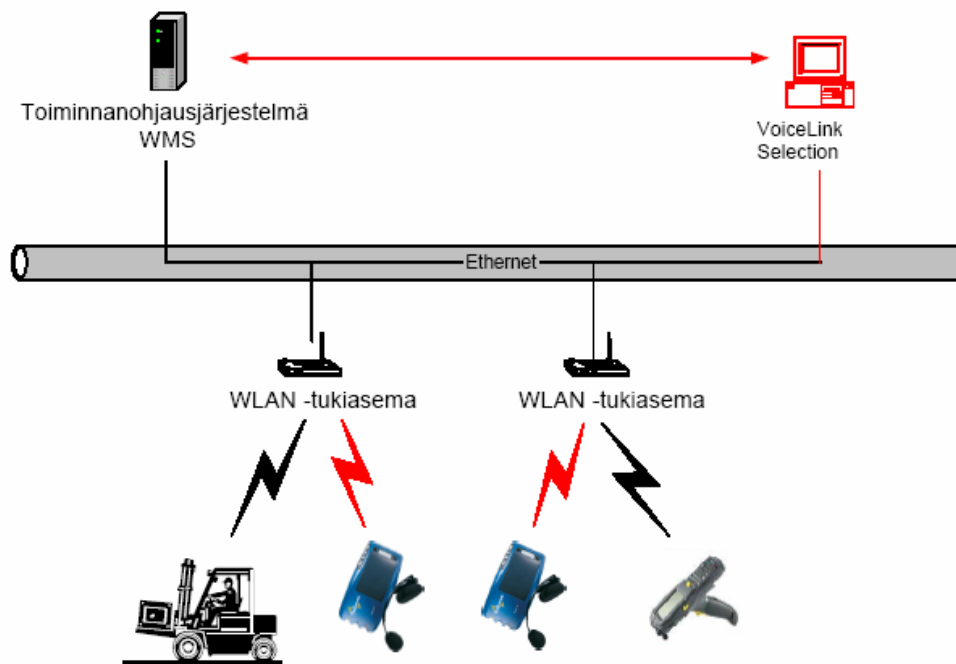 Toiminnanohjausjärjestelmä
WMS
VoiceLink
Selection
Ethernet
WLAN -tukiasema
WLAN -tukiasema